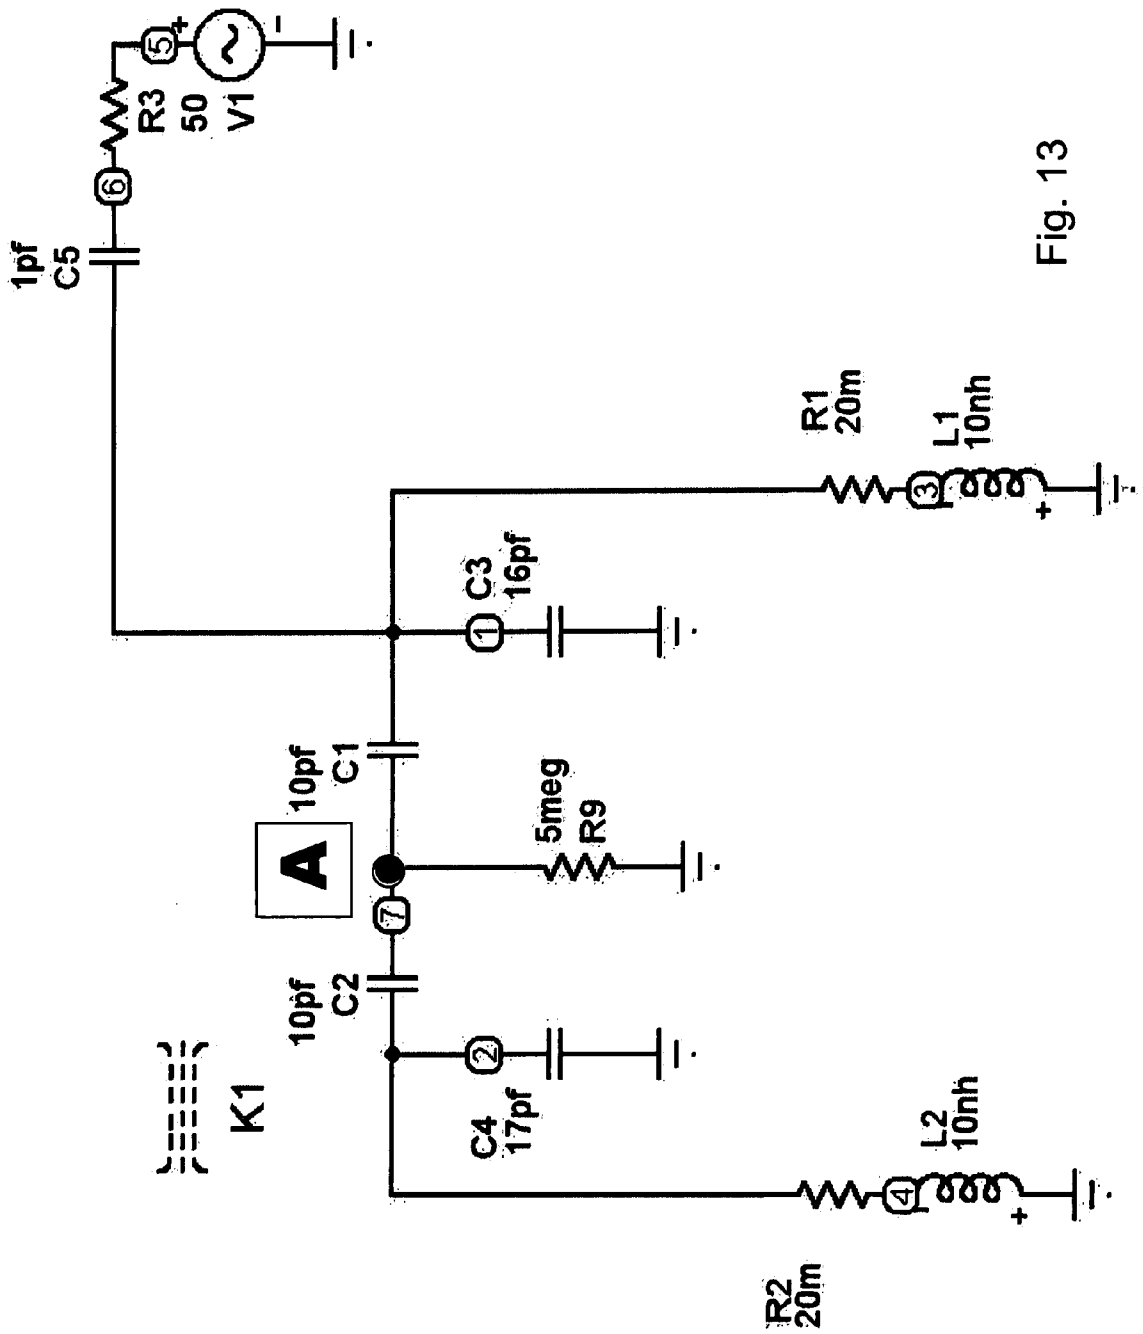 1pf
C5
6
R3
50
V1
5
+
-
A
10pf
C1
10pf
C2
7
K1
1
C3
16pf
5meg
R9
2
C4
17pf
R1
20m
3
L1
10nh
+
R2
20m
4
L2
10nh
+
Fig. 13